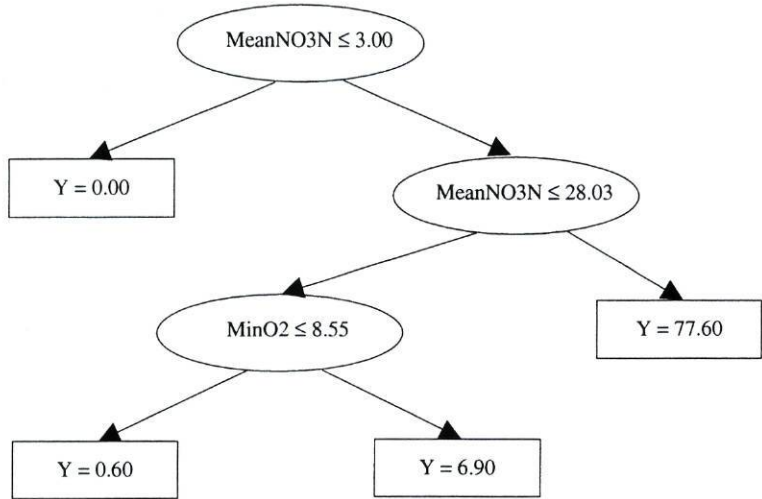 MeanNO3N ≤ 3.00
Y = 0.00
MeanNO3N ≤ 28.03
MinO2 ≤ 8.55
Y = 77.60
Y = 0.60
Y = 6.90